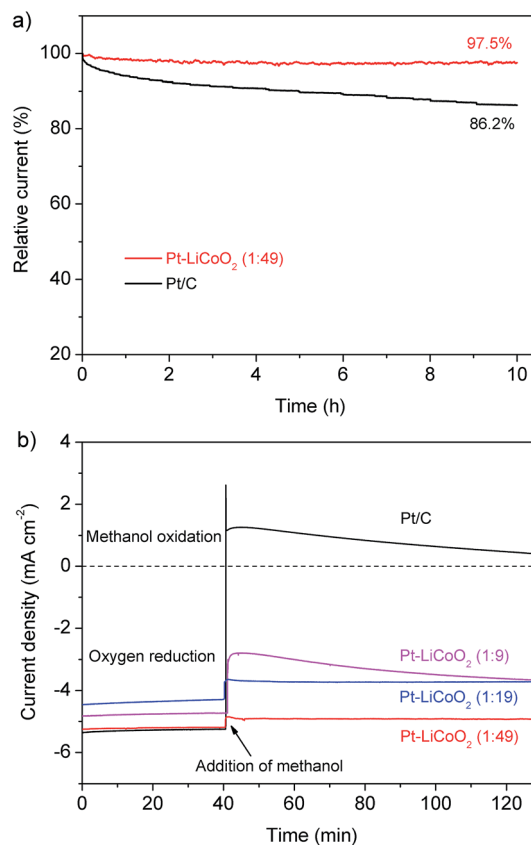 a)
100
80
60
40
20
Relative current (%)
97.5%
86.2%
Pt-LiCoO₂ (1:49)
Pt/C
0 2 4 6 8 10
Time (h)
b)
4
2
0
-2
-4
-6
Current density (mA cm⁻²)
Pt/C
Methanol oxidation
Oxygen reduction
Pt-LiCoO₂ (1:9)
Pt-LiCoO₂ (1:19)
Pt-LiCoO₂ (1:49)
Addition of methanol
0 20 40 60 80 100 120
Time (min)